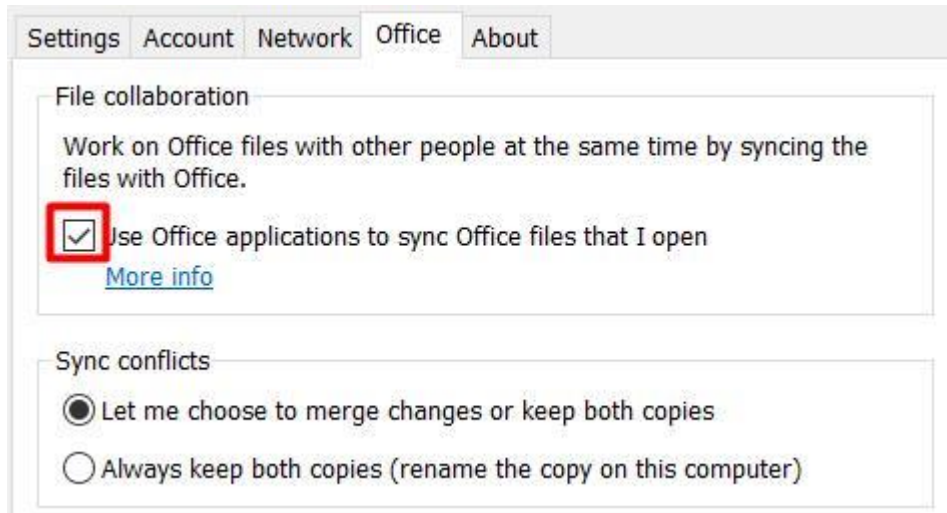 Settings Account Network Office About
File collaboration
Work on Office files with other people at the same time by syncing the
files with Office.
Use Office applications to sync Office files that I open
More info
Sync conflicts
Let me choose to merge changes or keep both copies
Always keep both copies (rename the copy on this computer)